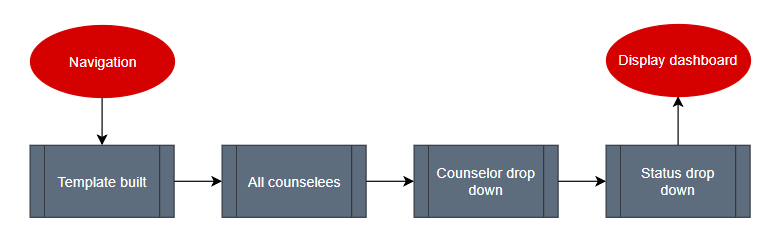 Navigation
Display dashboard
Template built
All counselees
Counselor drop
down
Status drop
down